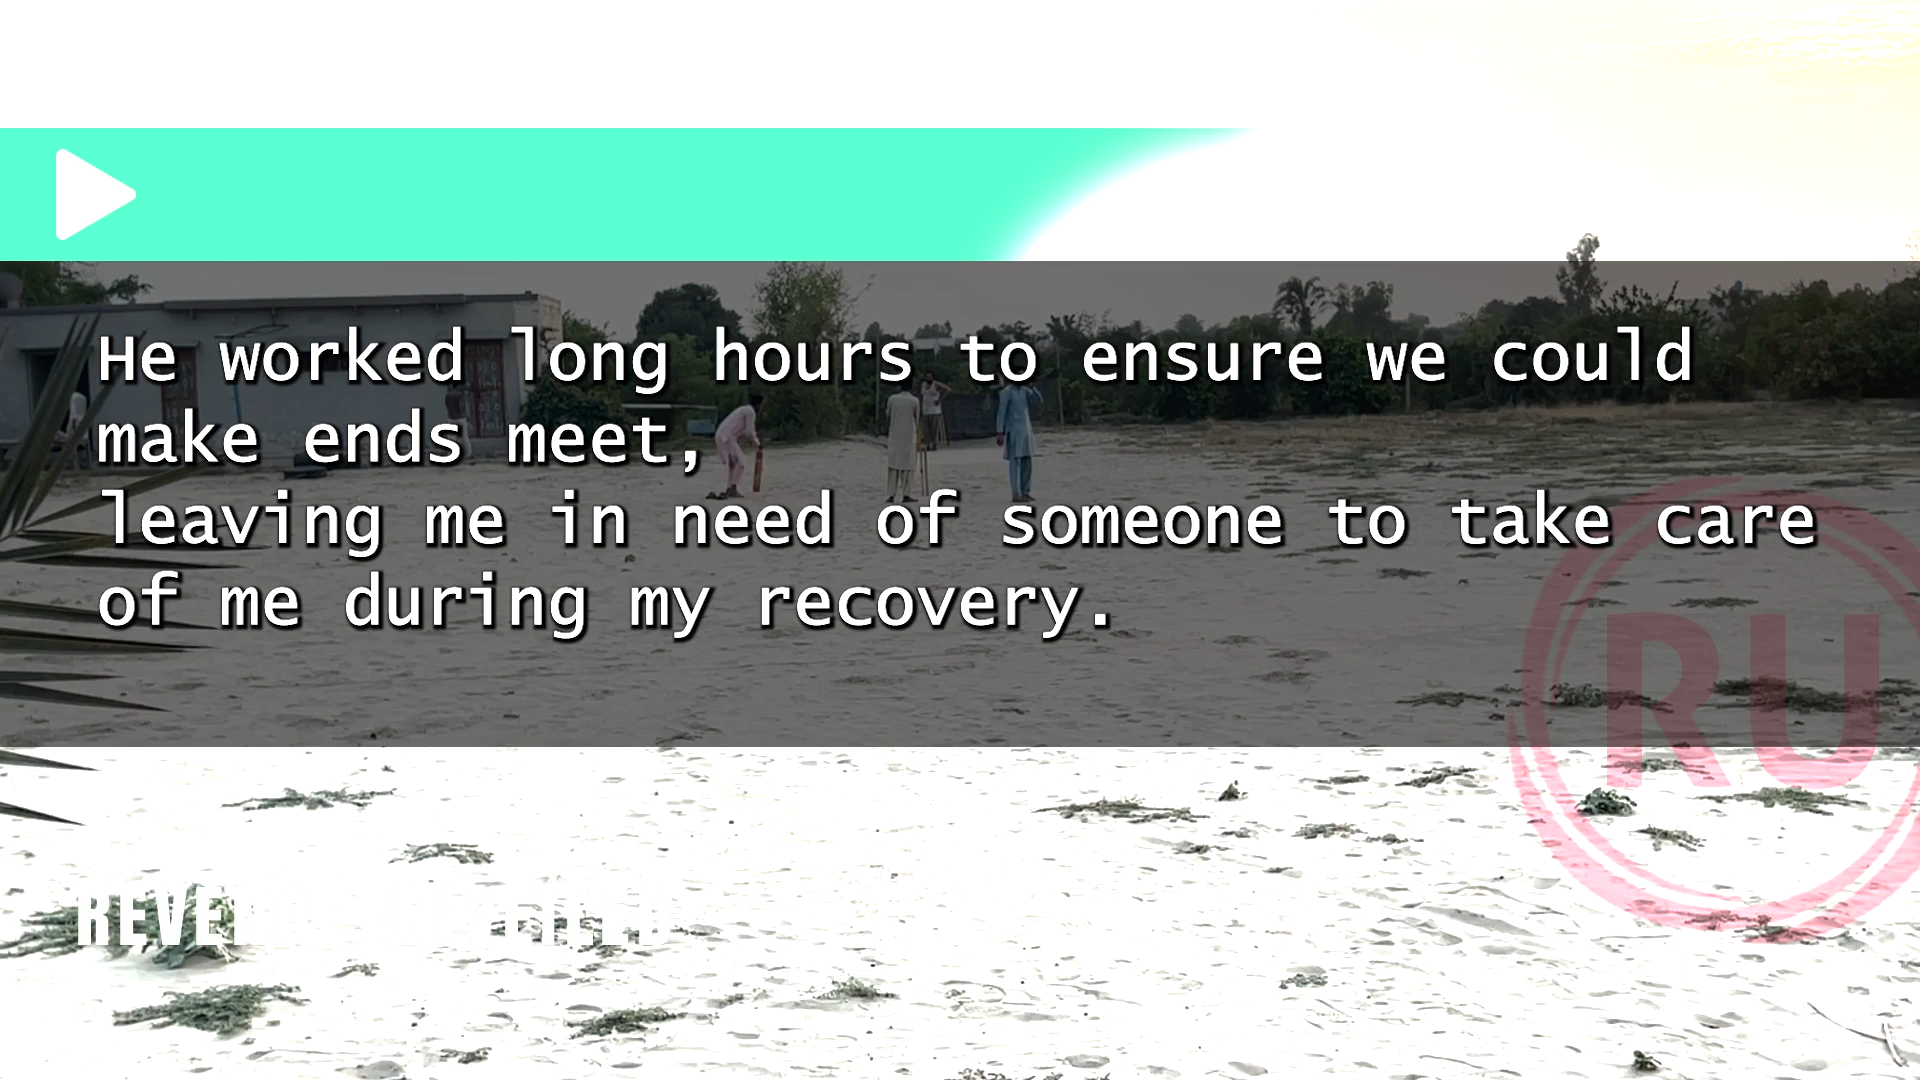 He worked long hours to ensure we could
make ends meet,
leaving me in need of someone to take care
of me during my recovery.
RU